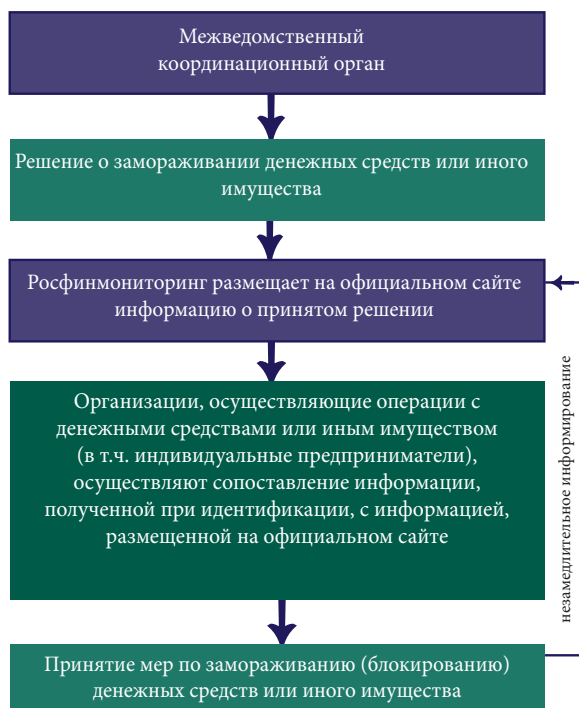 Межведомственный
координационный орган
Решение о замораживании денежных средств или иного
имущества
Росфинмониторинг размещает на официальном сайте
информацию о принятом решении
Организации, осуществляющие операции с
денежными средствами или иным имуществом
(в т.ч. индивидуальные предприниматели),
осуществляют сопоставление информации,
полученной при идентификации, с информацией,
размещенной на официальном сайте
незамедлительное информирование
Принятие мер по замораживанию (блокированию)
денежных средств или иного имущества